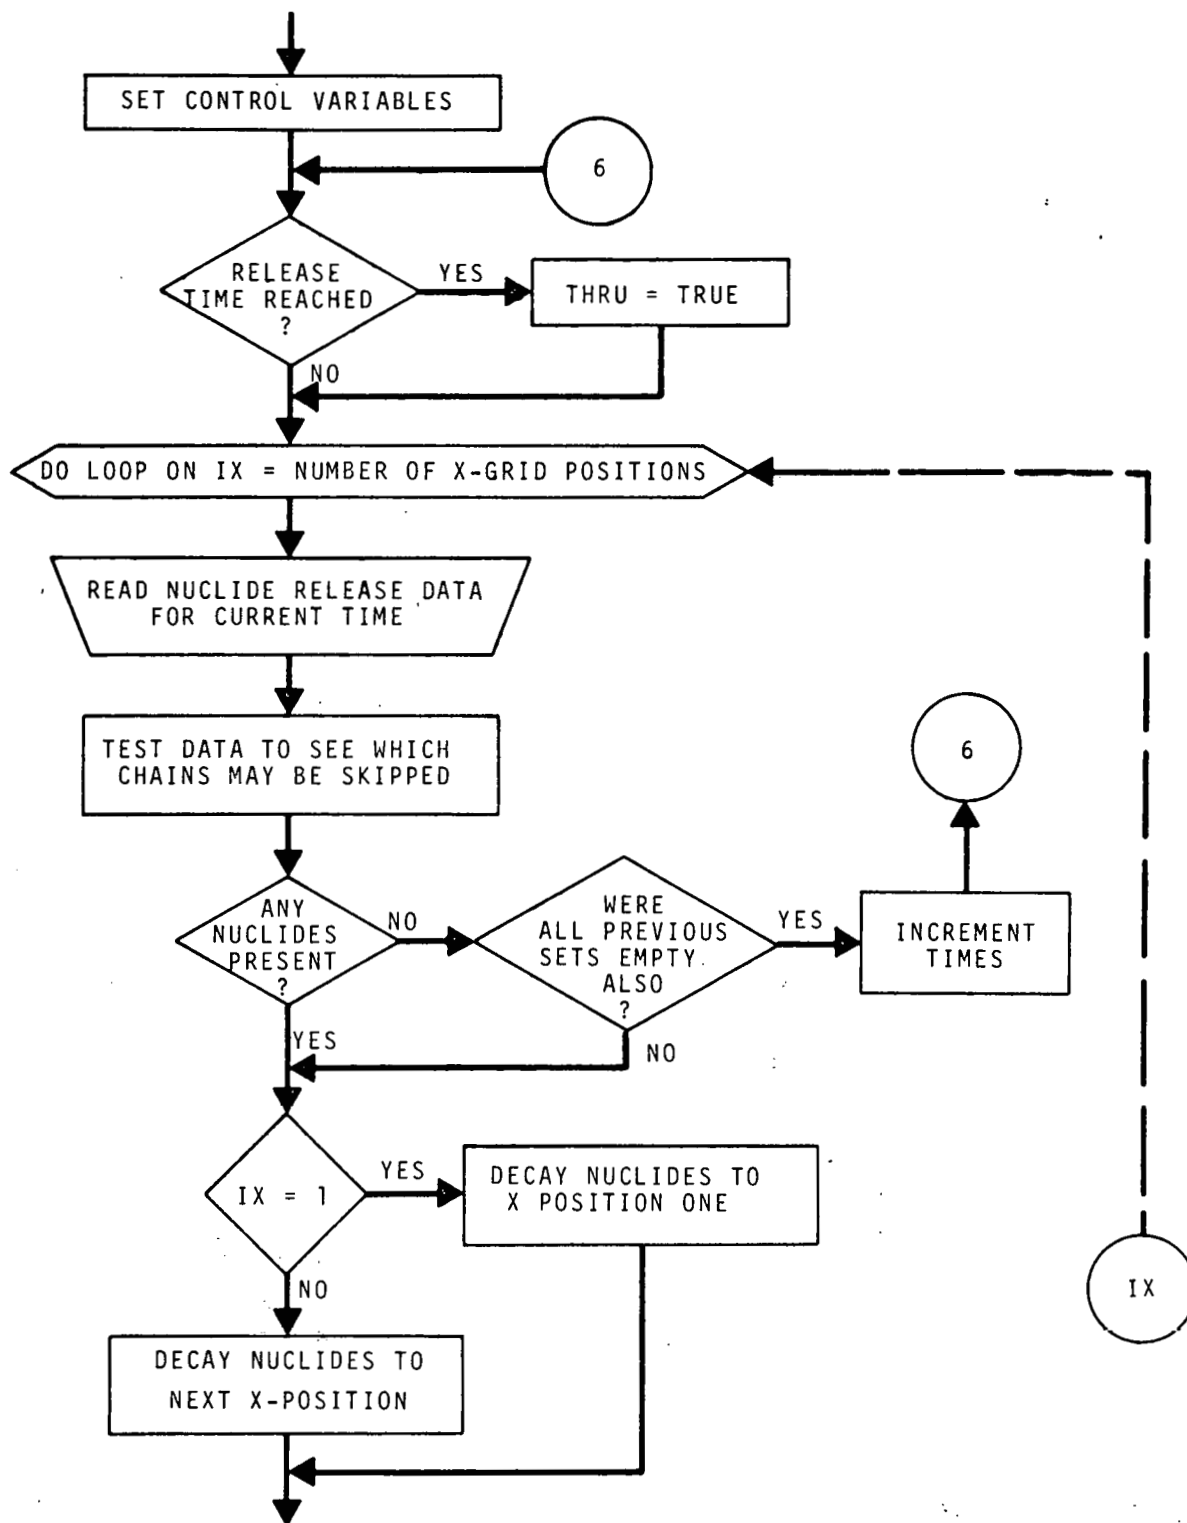 SET CONTROL VARIABLES
6
RELEASE
TIME REACHED
?
YES
THRU = TRUE
NO
DO LOOP ON IX = NUMBER OF X-GRID POSITIONS
READ NUCLIDE RELEASE DATA
FOR CURRENT TIME
TEST DATA TO SEE WHICH
CHAINS MAY BE SKIPPED
6
ANY
NUCLIDES
PRESENT
?
NO
WERE
ALL PREVIOUS
SETS EMPTY
ALSO
?
YES
INCREMENT
TIMES
YES
NO
IX = 1
YES
DECAY NUCLIDES TO
X POSITION ONE
NO
IX
DECAY NUCLIDES TO
NEXT X-POSITION